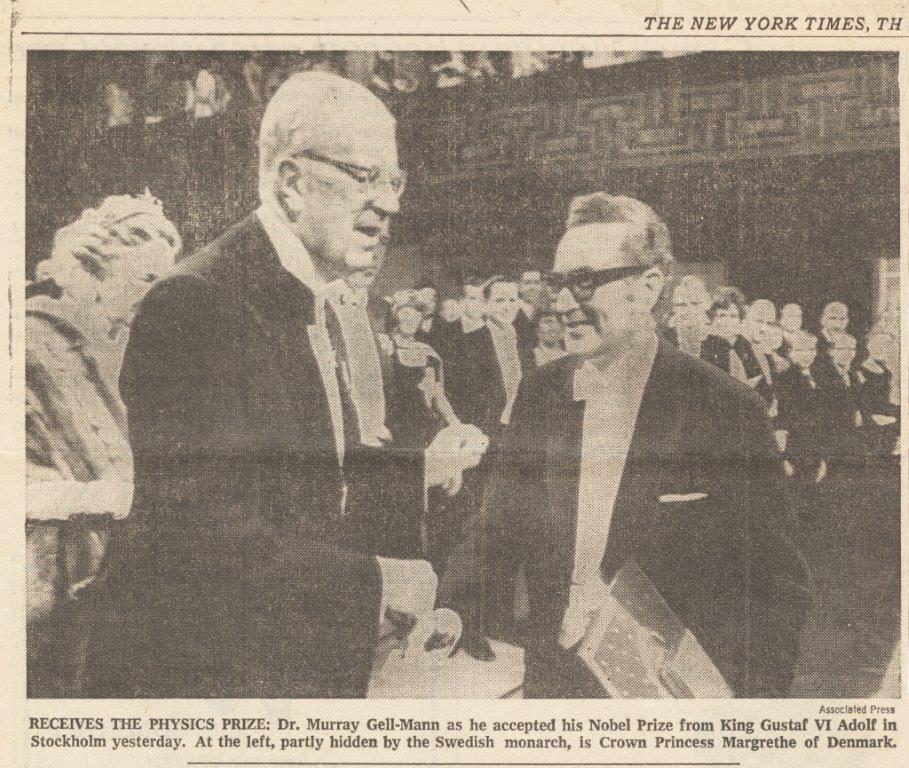 THE NEW YORK TIMES, TH
Associated Press
RECEIVES THE PHYSICS PRIZE: Dr. Murray Gell-Mann as he accepted his Nobel Prize from King Gustaf VI Adolf in
Stockholm yesterday. At the left, partly hidden by the Swedish monarch, is Crown Princess Margrethe of Denmark.